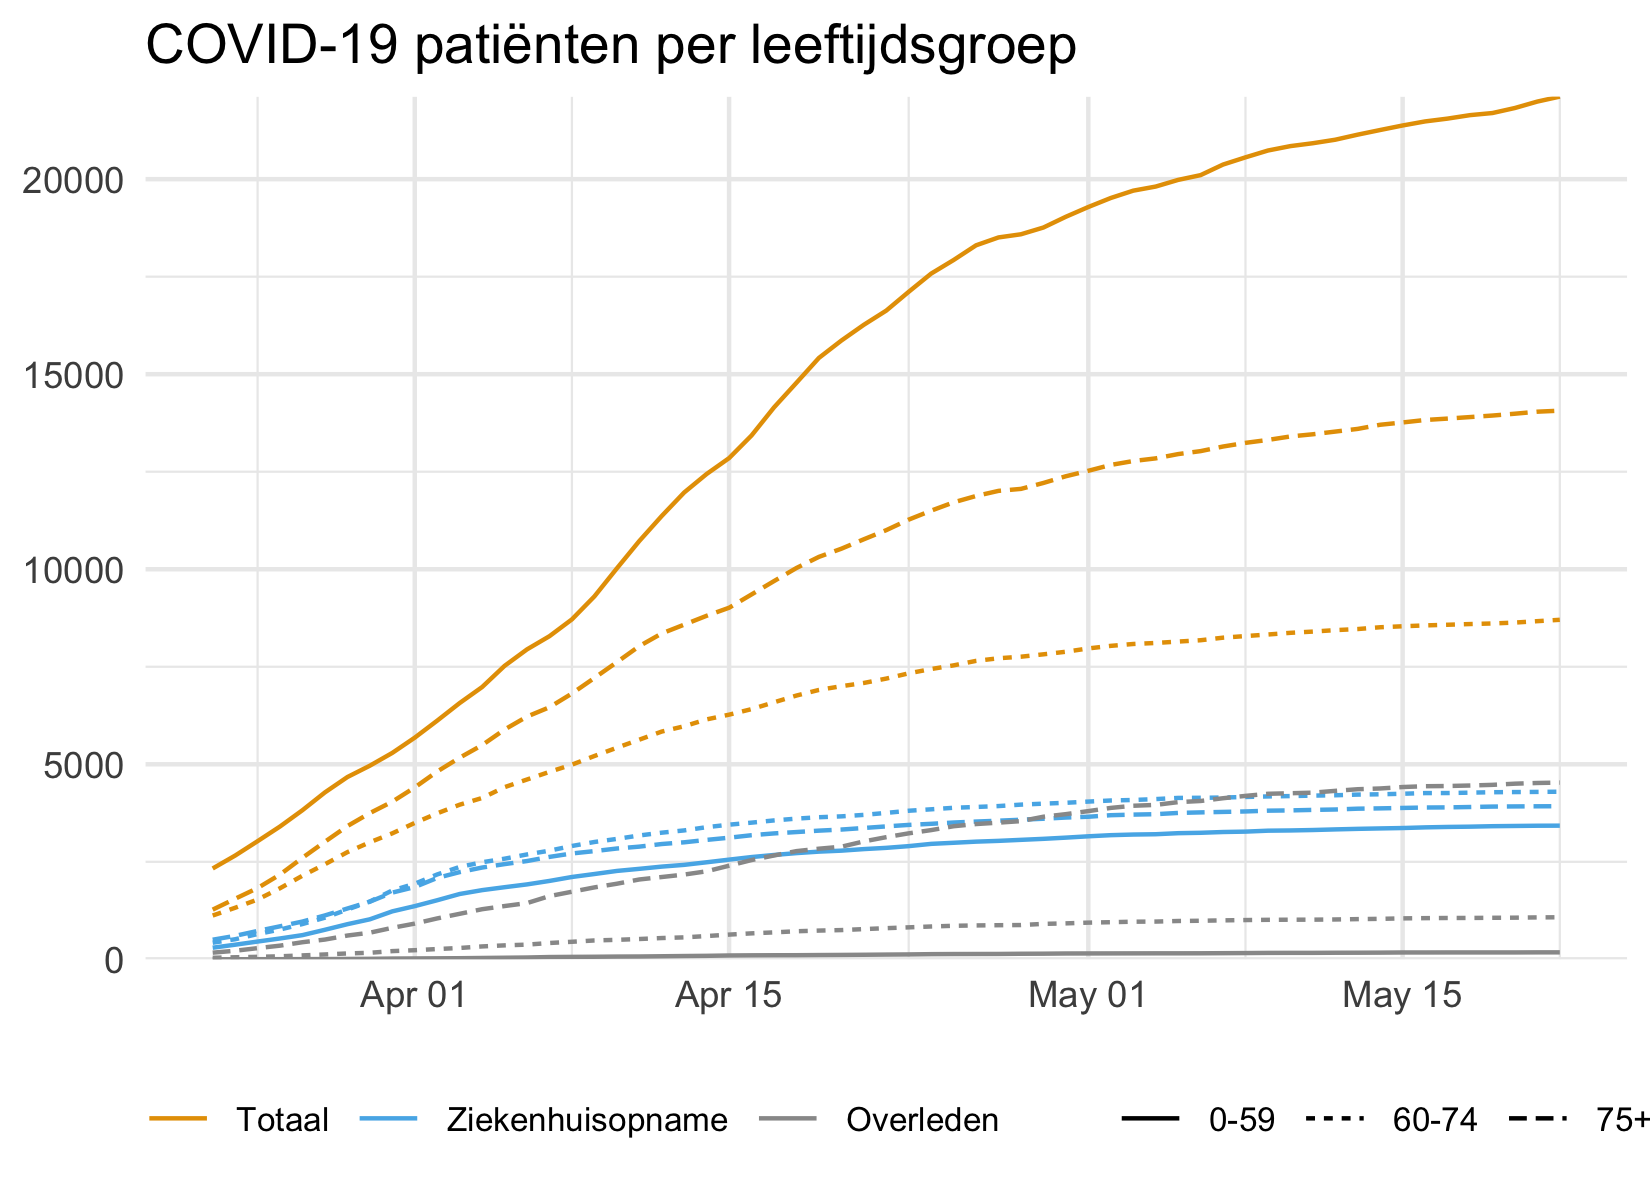 COVID-19 patiënten per leeftijdsgroep
20000
15000
10000
5000
0
Apr 01 Apr 15 May 01 May 15
Totaal Ziekenhuisopname Overleden 0-59 60-74 75+